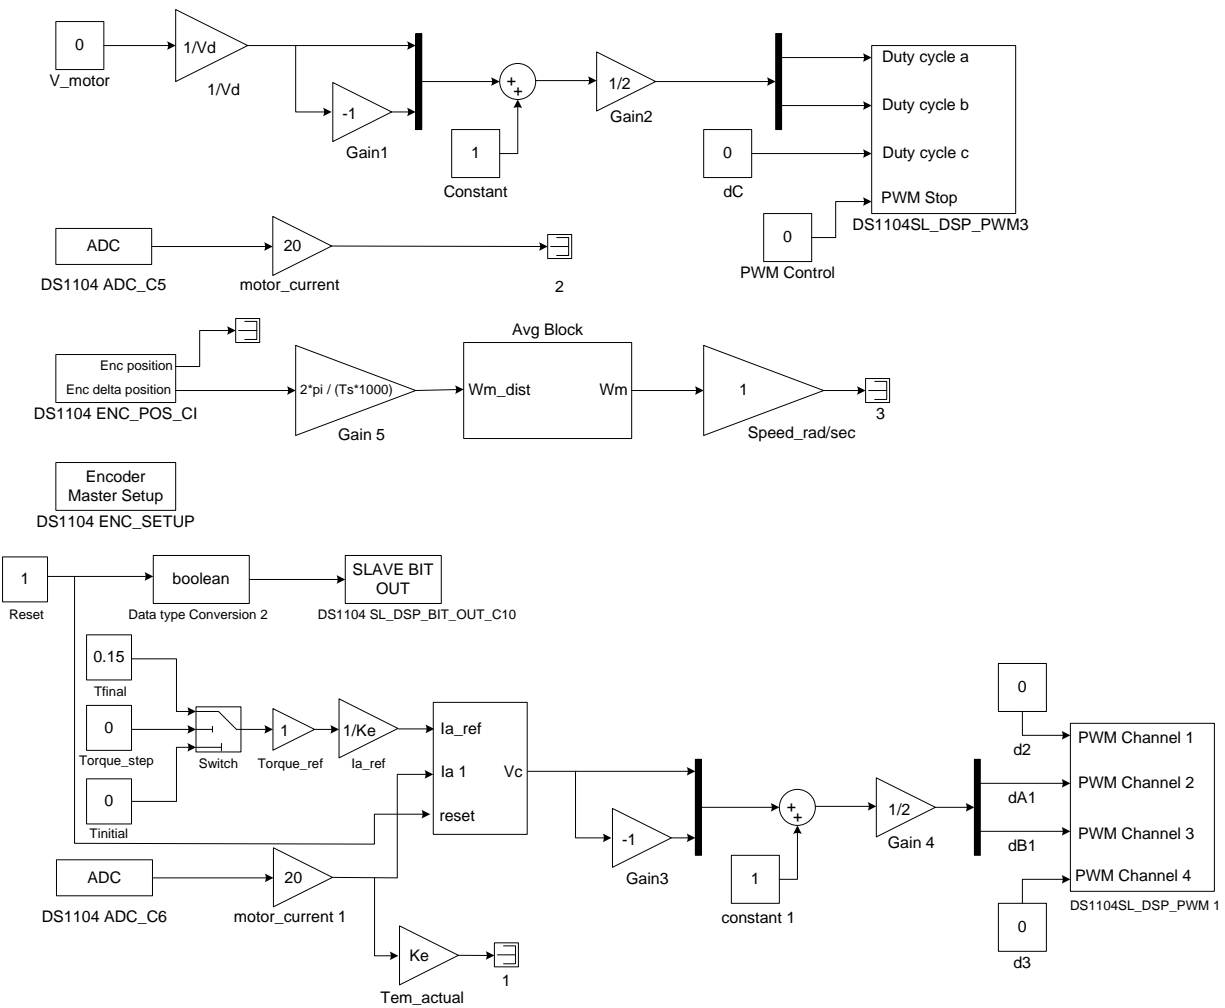 0
V_motor
1/Vd
1/Vd
-1
Gain1
+
+
1
Constant
1/2
Gain2
0
dC
Duty cycle a
Duty cycle b
Duty cycle c
PWM Stop
DS1104SL_DSP_PWM3
0
PWM Control
ADC
DS1104 ADC_C5
20
motor_current
2
Enc position
Enc delta position
DS1104 ENC_POS_CI
2*pi / (Ts*1000)
Gain 5
Avg Block
Wm_dist
Wm
1
Speed_rad/sec
3
Encoder
Master Setup
DS1104 ENC_SETUP
1
Reset
boolean
Data type Conversion 2
SLAVE BIT
OUT
DS1104 SL_DSP_BIT_OUT_C10
0.15
Tfinal
0
Torque_step
0
Tinitial
Switch
1
Torque_ref
1/Ke
Ia_ref
Ia_ref
Ia 1
reset
Vc
ADC
DS1104 ADC_C6
20
motor_current 1
Ke
Tem_actual
1
-1
Gain3
+
+
1
constant 1
1/2
Gain 4
0
d2
dA1
dB1
0
d3
PWM Channel 1
PWM Channel 2
PWM Channel 3
PWM Channel 4
DS1104SL_DSP_PWM 1